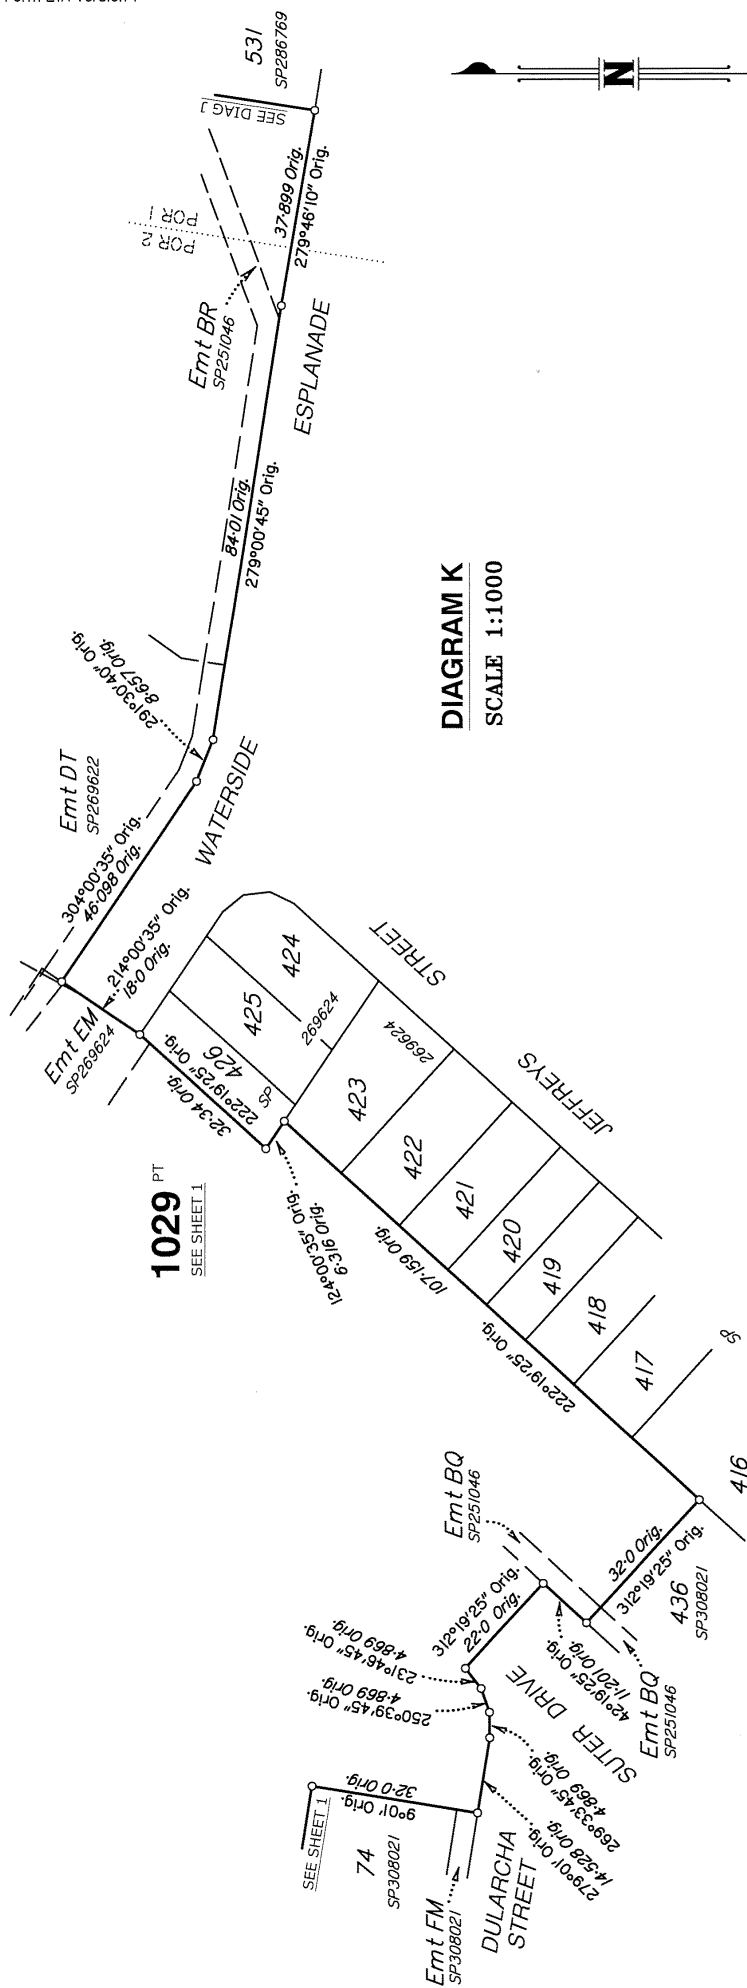 531
SP286769
SEE DIAG J
37·899 Orig.
279°46'10" Orig.
POR 1
POR 2
Emt BR
SP251046
ESPLANADE
84·01 Orig.
279°00'45" Orig.
291°30'40" Orig.
8·657 Orig.
WATERSIDE
Emt DT
SP269622
304°00'35" Orig.
46·098 Orig.
214°00'35" Orig.
18·0 Orig.
Emt EM
SP269624
32·34 Orig.
222°19'25" Orig.
424
425
426
SP
269624
STREET
JEFFREYS
1029 PT
SEE SHEET 1
124°00'35" Orig.
6·316 Orig.
423
269624
422
421
420
419
418
417
SP
416
107·159 Orig.
222°19'25" Orig.
32·0 Orig.
312°19'25" Orig.
436
SP308021
Emt BQ
SP251046
42°19'25" Orig.
11·201 Orig.
Emt BQ
SP251046
312°19'25" Orig.
22·0 Orig.
231°46'45" Orig.
4·869 Orig.
250°39'45" Orig.
4·869 Orig.
SUTER DRIVE
269°33'45" Orig.
4·869 Orig.
279°01' Orig.
14·528 Orig.
DULARCHA
STREET
9°01' Orig.
32·0 Orig.
SEE SHEET 1
74
SP308021
Emt FM
SP308021
DIAGRAM K
SCALE 1:1000
N